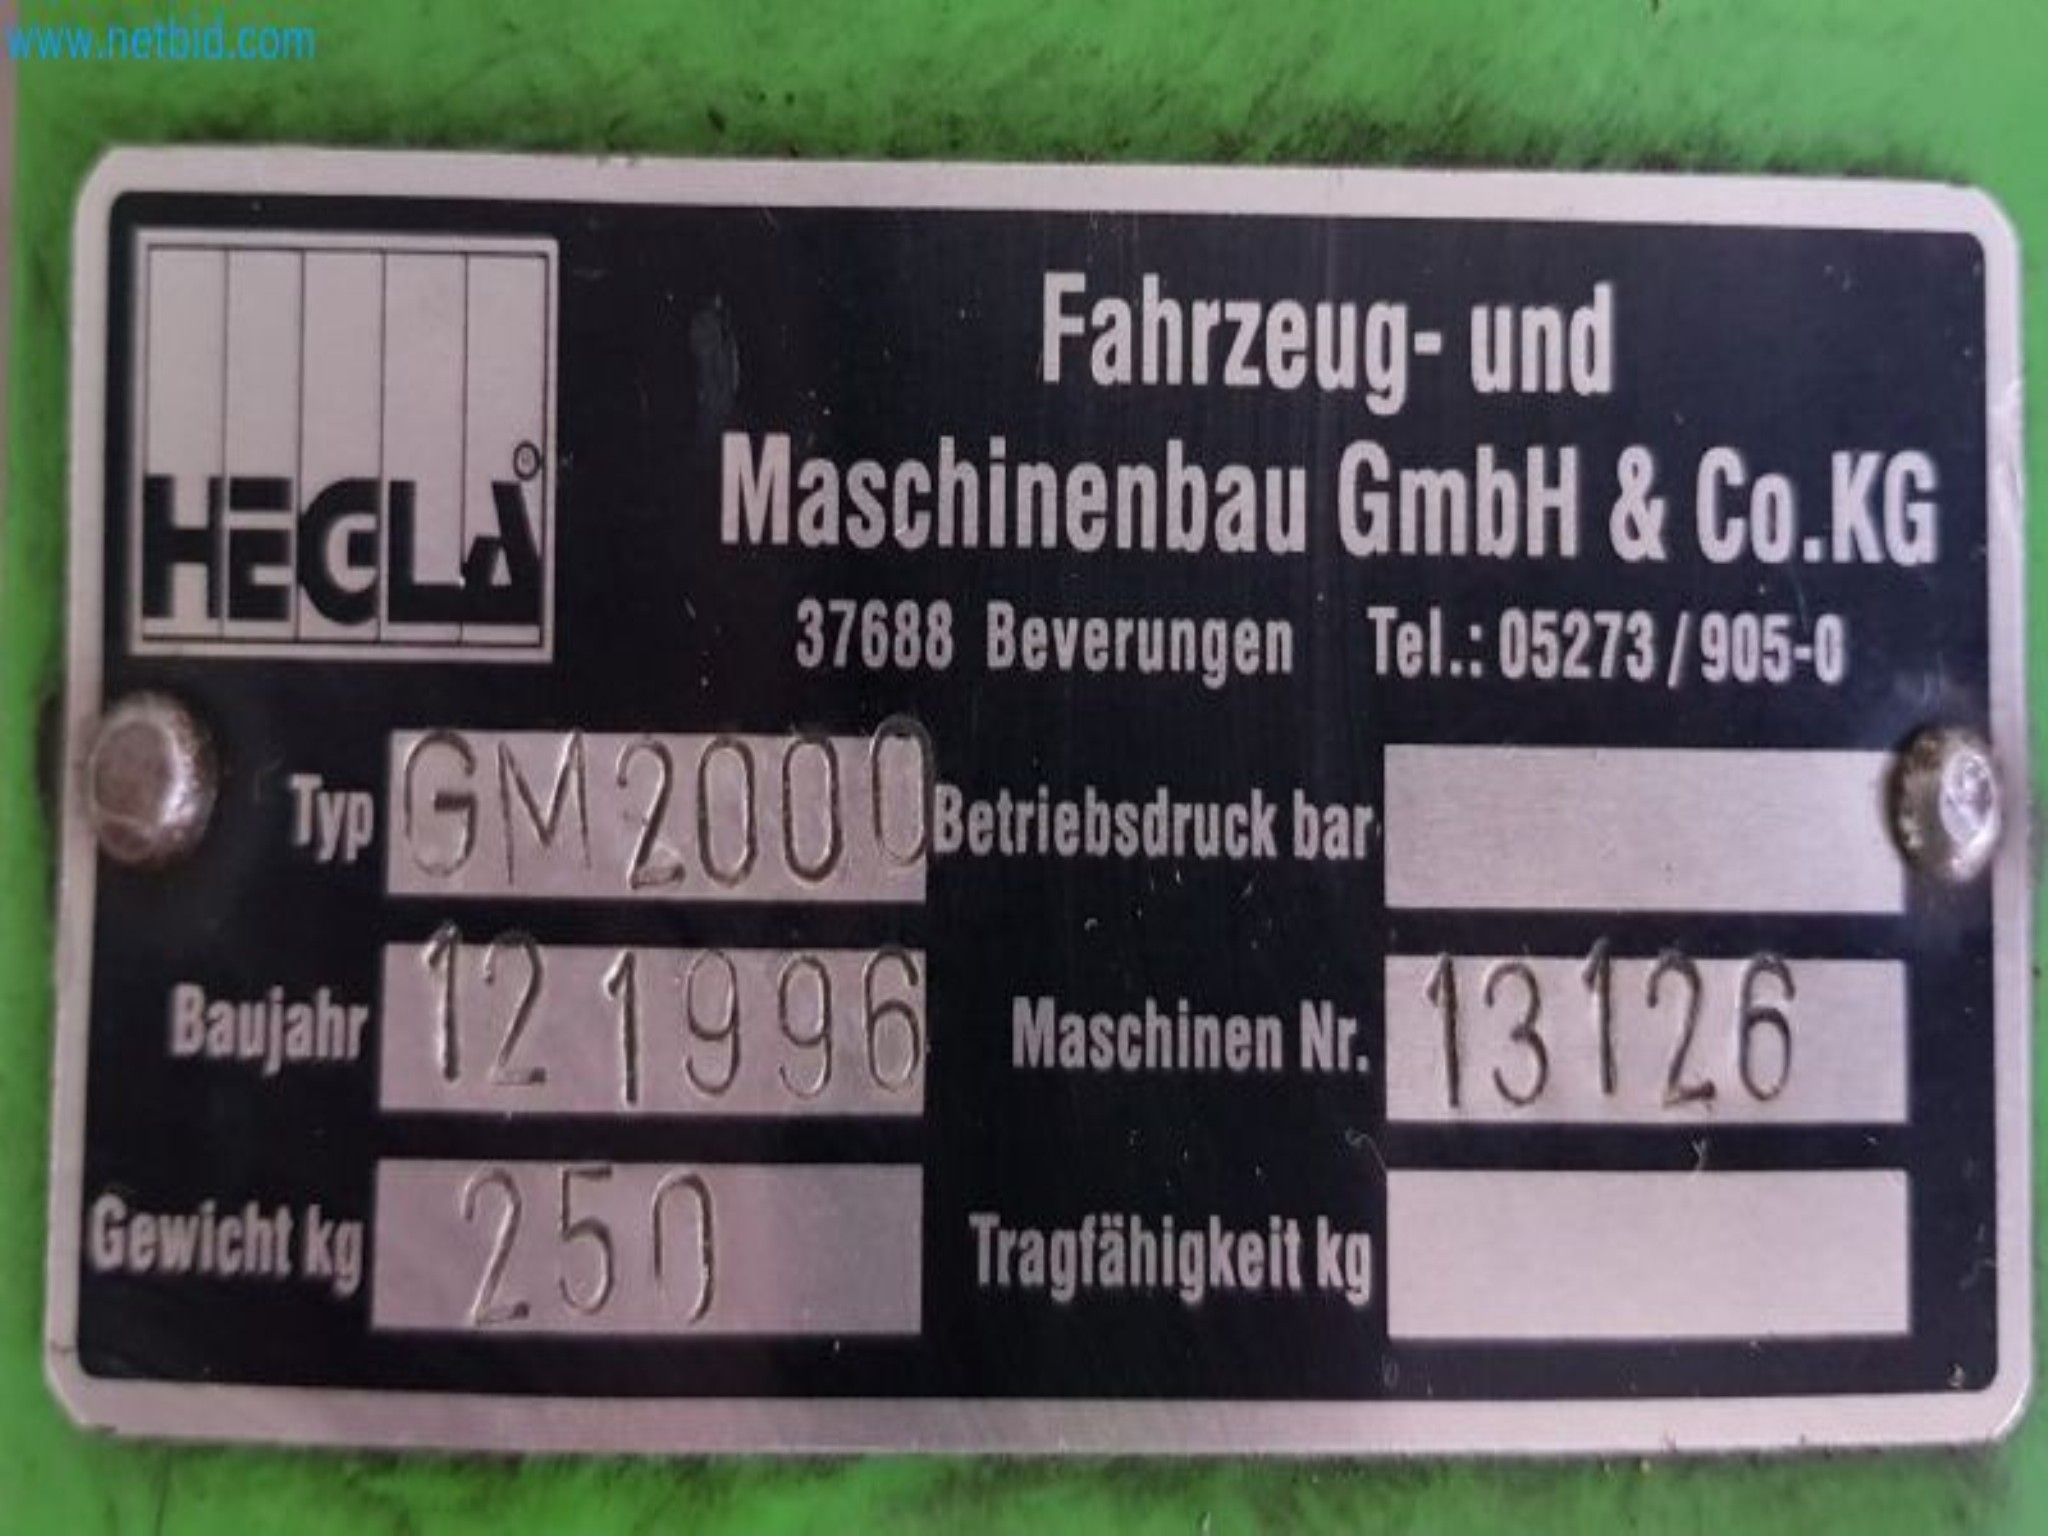 www.netbid.com
HEGLA®
Fahrzeug- und
Maschinenbau GmbH & Co.KG
37688 Beverungen Tel.: 05273/905-0
Typ GM2000 Betriebsdruck bar
Baujahr 12 1996 Maschinen Nr. 13126
Gewicht kg 250 Tragfähigkeit kg